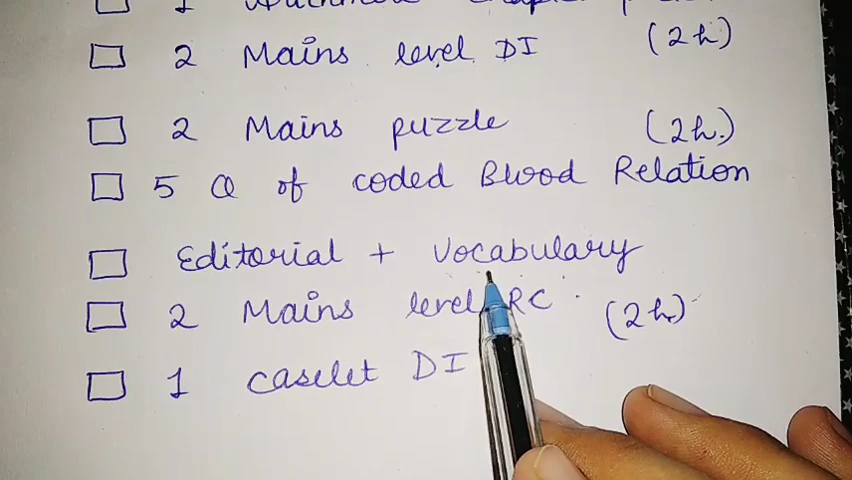 1
2 Mains level DI (2h)
2 Mains puzzle (2h.)
5 Q of coded Blood Relation
Editorial + Vocabulary
2 Mains level RC (2h.)
1 caselet DI